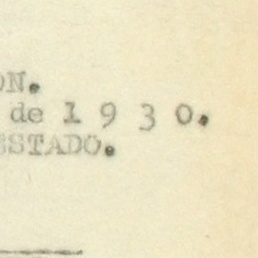 ON.
de 1 9 3 0.
ESTADO.